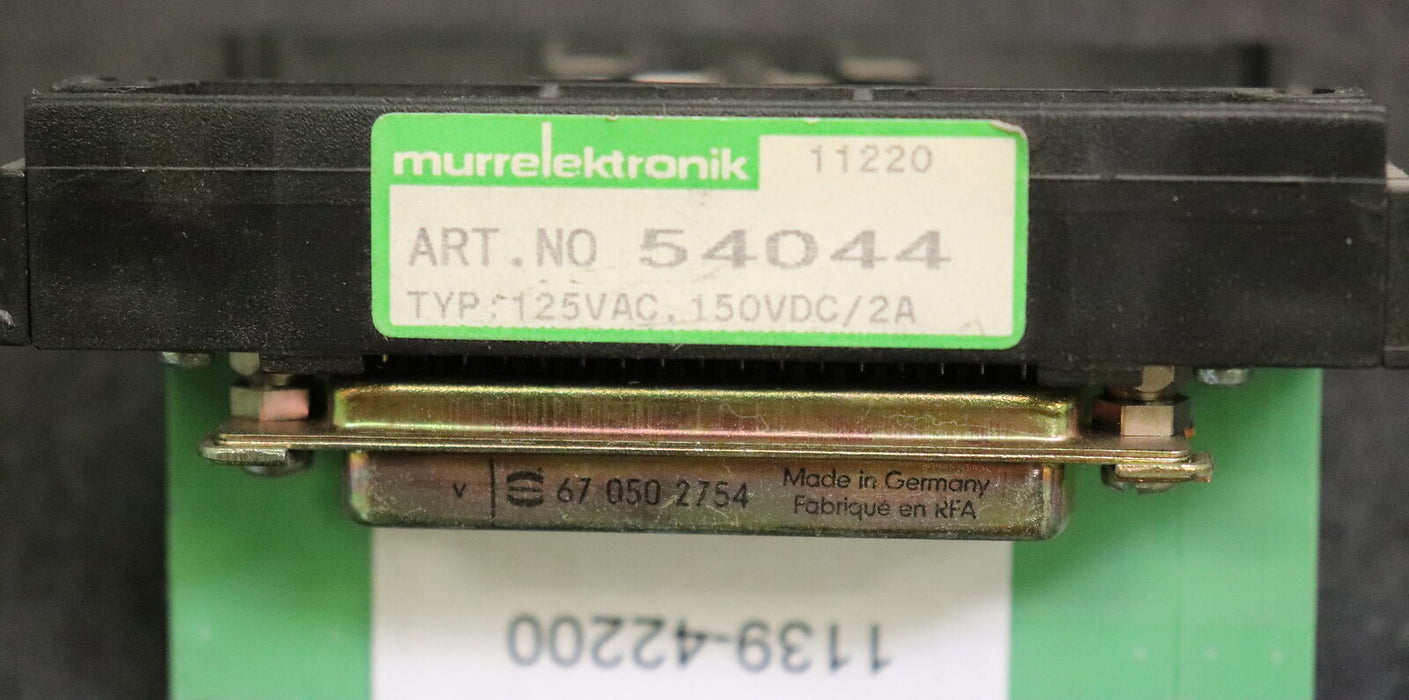 murrelektronik 11220
ART.NO 54044
TYP:125VAC.150VDC/2A
v 67 050 2754 Made in Germany
Fabriqué en RFA
1139-42200